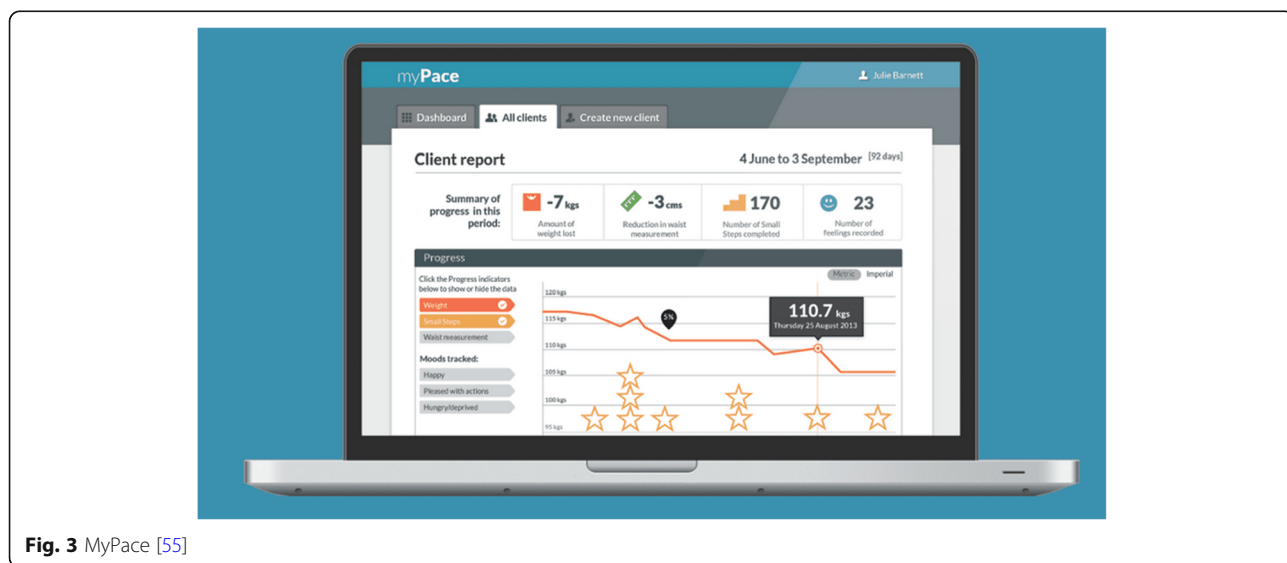 myPace
Julie Barnett
Dashboard
All clients
Create new client
Client report
4 June to 3 September [92 days]
Summary of
progress in this
period:
-7 kgs
Amount of
weight lost
-3 cms
Reduction in waist
measurement
170
Number of Small
Steps completed
23
Number of
feelings recorded
Progress
Click the Progress indicators
below to show or hide the data
Weight
Small Steps
Waist measurement
Moods tracked:
Happy
Pleased with actions
Hungry/deprived
Metric Imperial
120 kgs
115 kgs
110 kgs
105 kgs
100 kgs
95 kgs
5%
110.7 kgs
Thursday 25 August 2013
Fig. 3 MyPace [55]